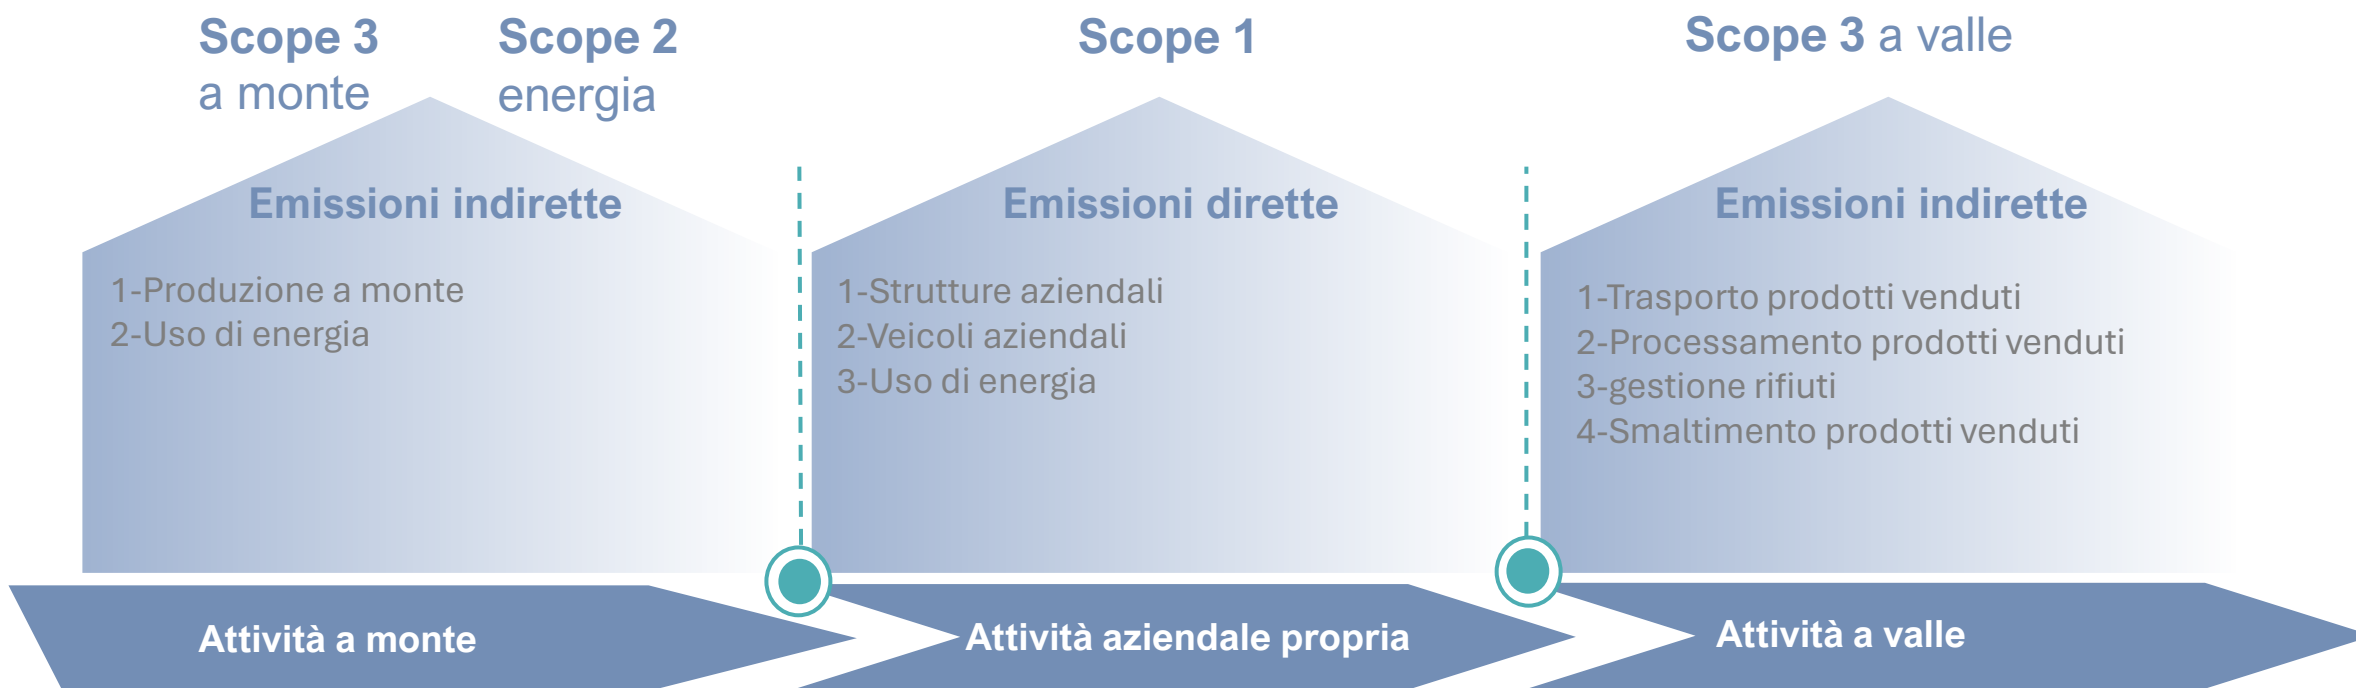 Scope 3
a monte
Scope 2
energia
Emissioni indirette
1-Produzione a monte
2-Uso di energia
Attività a monte
Scope 1
Emissioni dirette
1-Strutture aziendali
2-Veicoli aziendali
3-Uso di energia
Attività aziendale propria
Scope 3 a valle
Emissioni indirette
1-Trasporto prodotti venduti
2-Processamento prodotti venduti
3-gestione rifiuti
4-Smaltimento prodotti venduti
Attività a valle